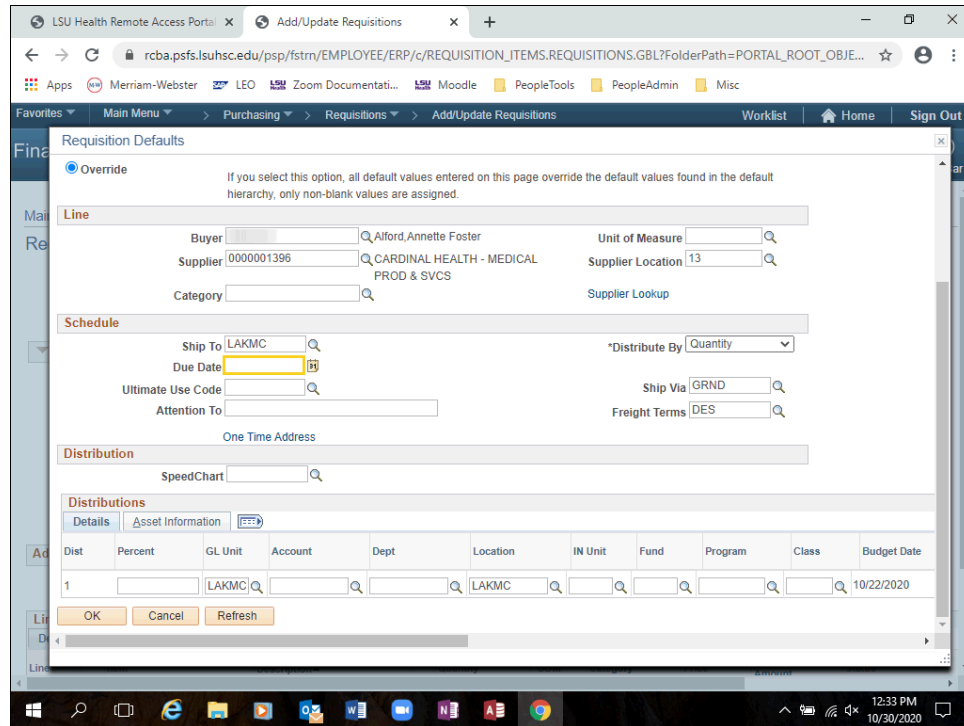 LSU Health Remote Access Portal
Add/Update Requisitions
rcba.psfs.lsuhsc.edu/psp/fstrn/EMPLOYEE/ERP/c/REQUISITION_ITEMS.REQUISITIONS.GBL?FolderPath=PORTAL_ROOT_OBJE...
Apps Merriam-Webster LEO Zoom Documentati... Moodle PeopleTools PeopleAdmin Misc
Favorites Main Menu > Purchasing > Requisitions > Add/Update Requisitions Worklist Home Sign Out
Requisition Defaults
Fina
Override
If you select this option, all default values entered on this page override the default values found in the default
hierarchy, only non-blank values are assigned.
Mai
Line
Re
Buyer Alford,Annette Foster Unit of Measure
Supplier 0000001396 CARDINAL HEALTH - MEDICAL Supplier Location 13
PROD & SVCS
Category Supplier Lookup
Schedule
Ship To LAKMC *Distribute By Quantity
Due Date
Ultimate Use Code Ship Via GRND
Attention To Freight Terms DES
One Time Address
Distribution
SpeedChart
Distributions
Details Asset Information
Ad
Dist Percent GL Unit Account Dept Location IN Unit Fund Program Class Budget Date
1 LAKMC LAKMC 10/22/2020
OK Cancel Refresh
Lin
De
Line
12:33 PM
10/30/2020